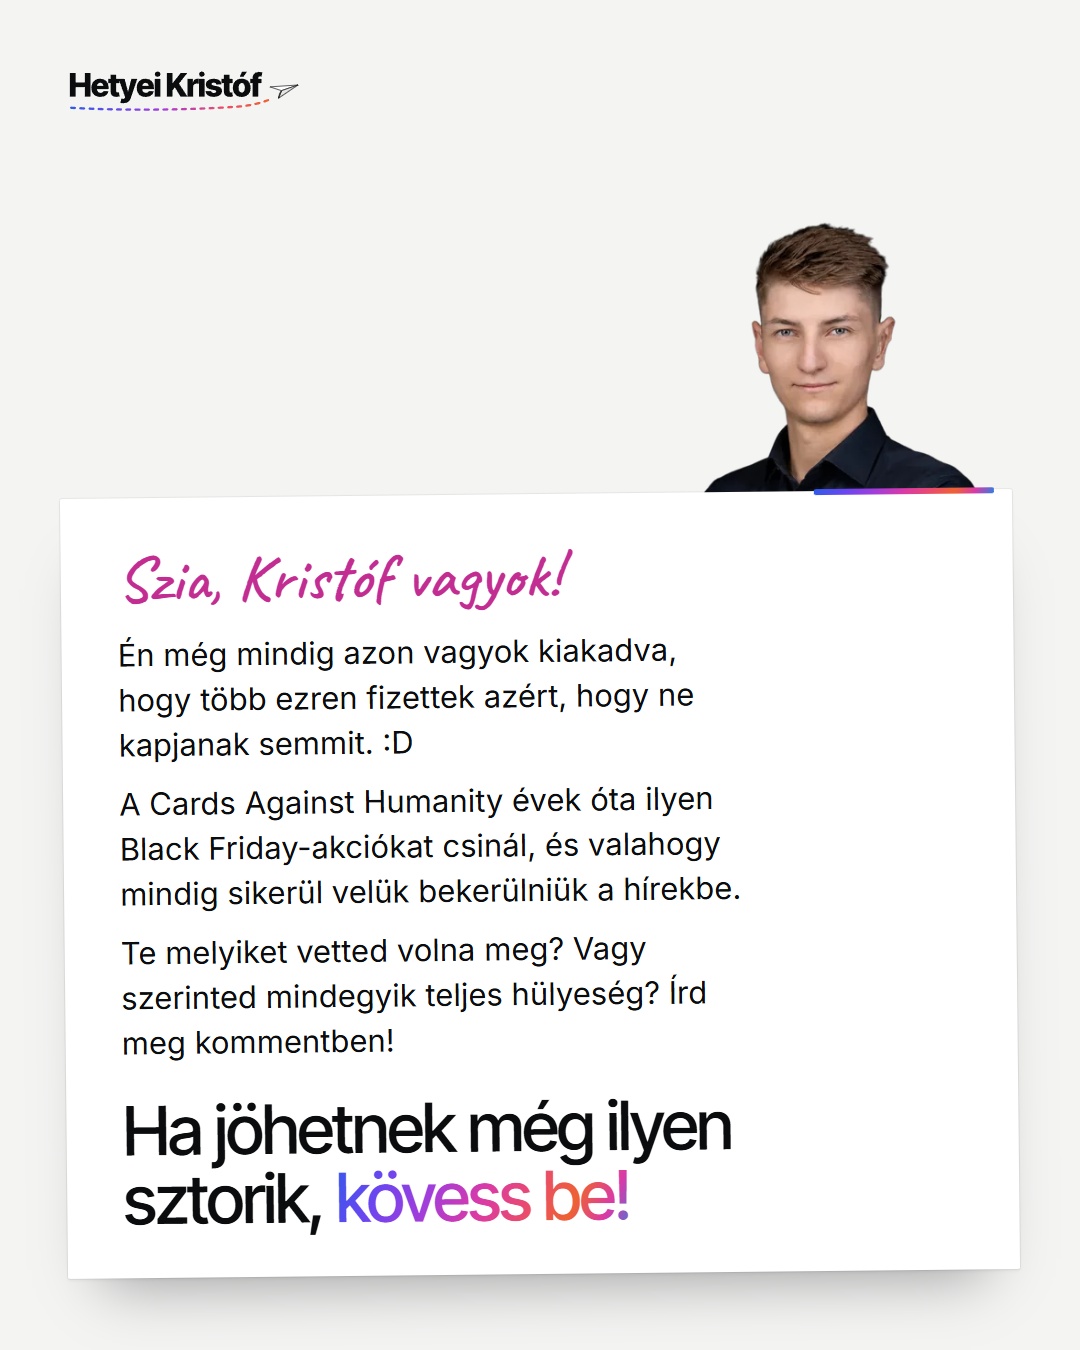 Hetyei Kristóf
Szia, Kristóf vagyok!
Én még mindig azon vagyok kiakadva,
hogy több ezren fizettek azért, hogy ne
kapjanak semmit. :D
A Cards Against Humanity évek óta ilyen
Black Friday-akciókat csinál, és valahogy
mindig sikerül velük bekerülniük a hírekbe.
Te melyiket vetted volna meg? Vagy
szerinted mindegyik teljes hülyeség? Írd
meg kommentben!
Ha jöhetnek még ilyen
sztorik, kövess be!